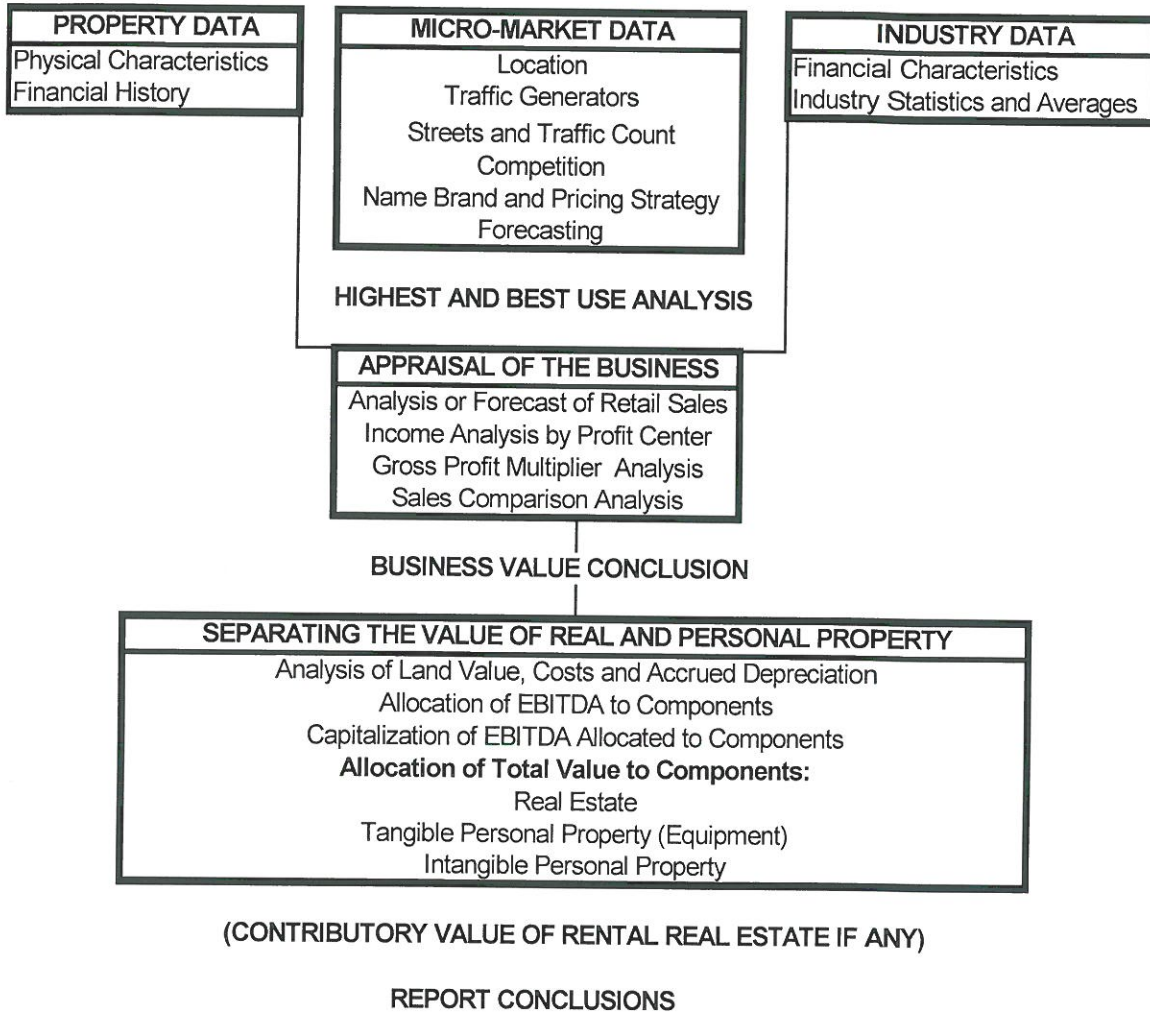 PROPERTY DATA
Physical Characteristics
Financial History
MICRO-MARKET DATA
Location
Traffic Generators
Streets and Traffic Count
Competition
Name Brand and Pricing Strategy
Forecasting
INDUSTRY DATA
Financial Characteristics
Industry Statistics and Averages
HIGHEST AND BEST USE ANALYSIS
APPRAISAL OF THE BUSINESS
Analysis or Forecast of Retail Sales
Income Analysis by Profit Center
Gross Profit Multiplier Analysis
Sales Comparison Analysis
BUSINESS VALUE CONCLUSION
SEPARATING THE VALUE OF REAL AND PERSONAL PROPERTY
Analysis of Land Value, Costs and Accrued Depreciation
Allocation of EBITDA to Components
Capitalization of EBITDA Allocated to Components
Allocation of Total Value to Components:
Real Estate
Tangible Personal Property (Equipment)
Intangible Personal Property
(CONTRIBUTORY VALUE OF RENTAL REAL ESTATE IF ANY)
REPORT CONCLUSIONS